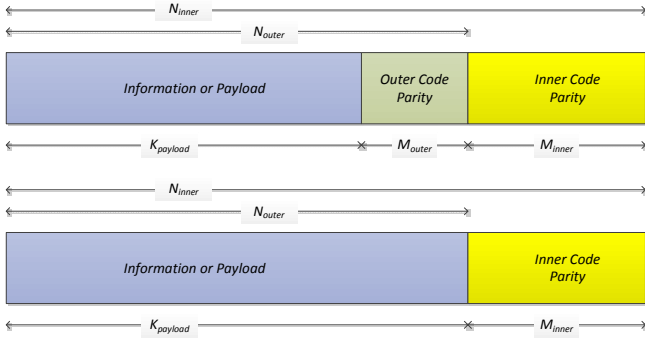 N_inner
N_outer
Information or Payload
Outer Code
Parity
Inner Code
Parity
K_payload
M_outer
M_inner
N_inner
N_outer
Information or Payload
Inner Code
Parity
K_payload
M_inner